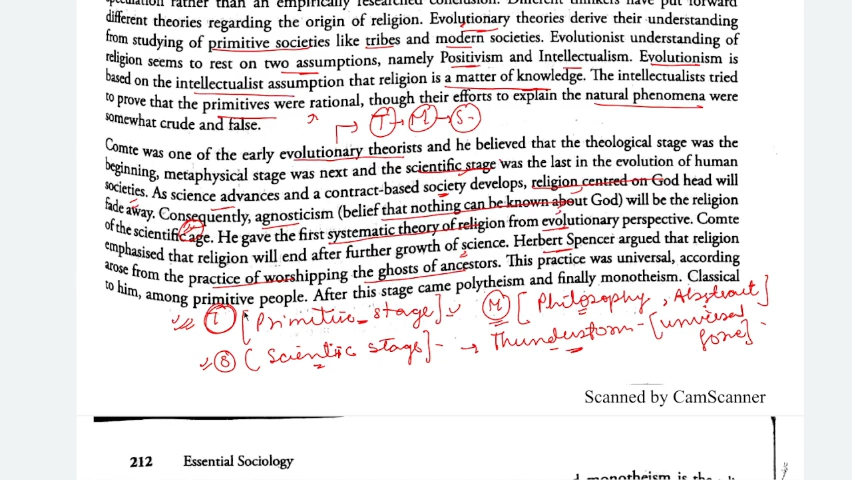 rather than an empirically researched conclusion. Different thinkers have put forward
different theories regarding the origin of religion. Evolutionary theories derive their understanding
from studying of primitive societies like tribes and modern societies. Evolutionist understanding of
religion seems to rest on two assumptions, namely Positivism and Intellectualism. Evolutionism is
based on the intellectualist assumption that religion is a matter of knowledge. The intellectualists tried
to prove that the primitives were rational, though their efforts to explain the natural phenomena were
somewhat crude and false.
T M S
Comte was one of the early evolutionary theorists and he believed that the theological stage was the
beginning, metaphysical stage was next and the scientific stage was the last in the evolution of human
societies. As science advances and a contract-based society develops, religion centred on God head will
fade away. Consequently, agnosticism (belief that nothing can be known about God) will be the religion
of the scientific age. He gave the first systematic theory of religion from evolutionary perspective. Comte
emphasised that religion will end after further growth of science. Herbert Spencer argued that religion
arose from the practice of worshipping the ghosts of ancestors. This practice was universal, according
to him, among primitive people. After this stage came polytheism and finally monotheism. Classical
T [Primitive stage] M [Philosophy, Abstract]
S [Scientific stage] → Thunderstorm - [universal
force]
Scanned by CamScanner
212 Essential Sociology
monotheism is the